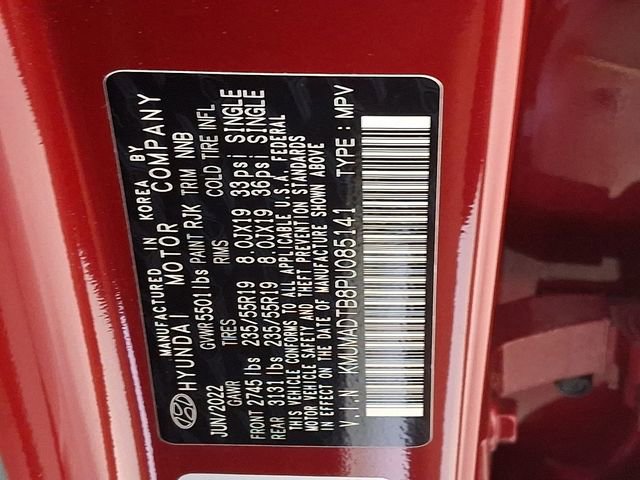 MANUFACTURED IN KOREA BY
HYUNDAI MOTOR COMPANY
JUN/2022 GVWR 5501 lbs PAINT RJK TRIM NNB
GAWR TIRES RIMS COLD TIRE INFL
FRONT 2745 lbs 235/55R19 8.0JX19 33psi SINGLE
REAR 3131 lbs 235/55R19 8.0JX19 36psi SINGLE
THIS VEHICLE CONFORMS TO ALL APPLICABLE U.S.A. FEDERAL
MOTOR VEHICLE SAFETY AND THEFT PREVENTION STANDARDS
IN EFFECT ON THE DATE OF MANUFACTURE SHOWN ABOVE
V.I.N. KMUMADTB8PU085141 TYPE : MPV